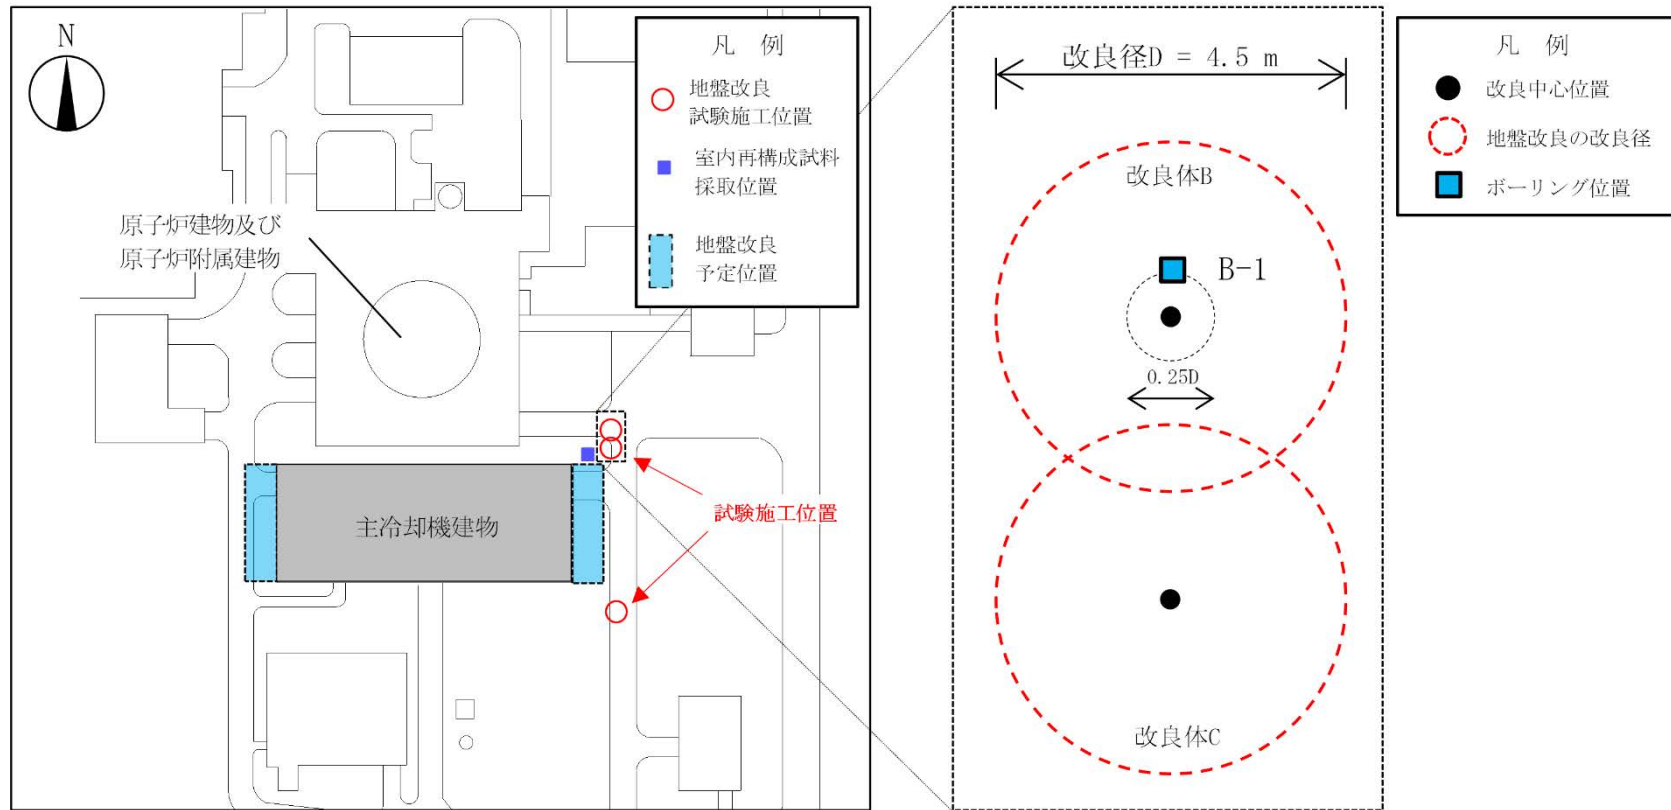 N
凡 例
地盤改良
試験施工位置
室内再構成試料
採取位置
地盤改良
予定位置
原子炉建物及び
原子炉附属建物
主冷却機建物
試験施工位置
改良径D = 4.5 m
改良体B
B-1
0.25D
改良体C
凡 例
改良中心位置
地盤改良の改良径
ボーリング位置